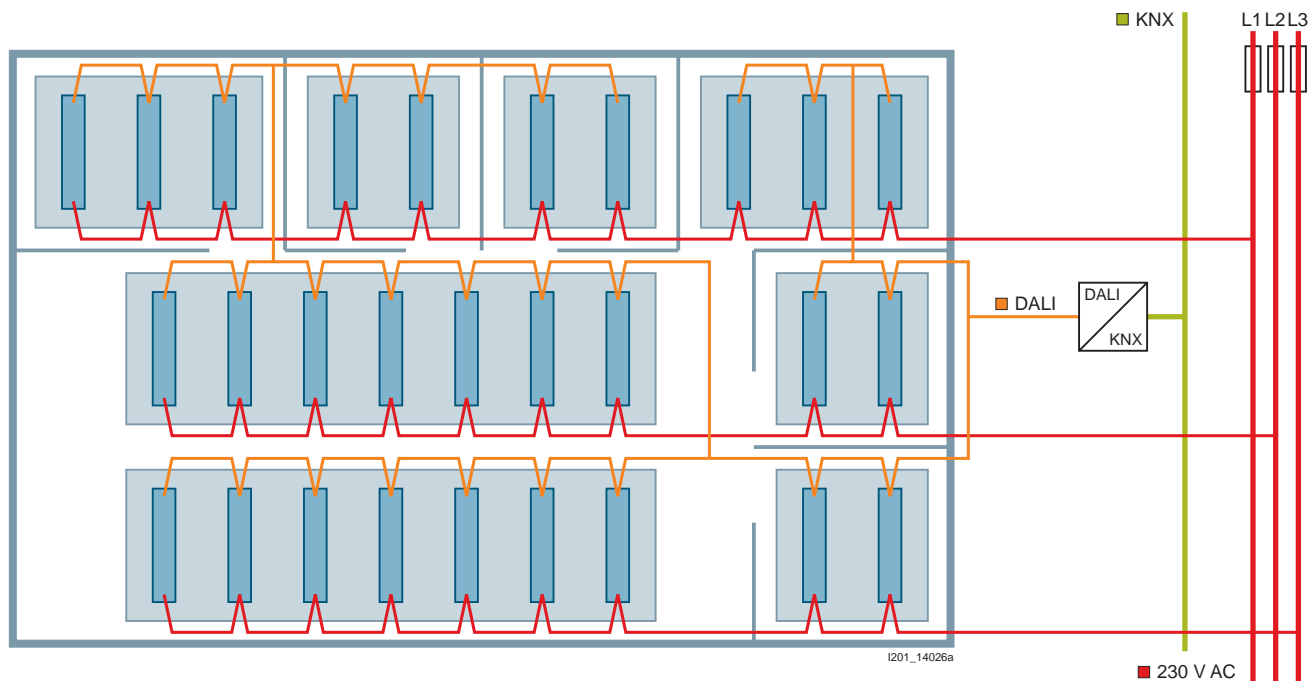 KNX
L1 L2 L3
DALI
DALI
KNX
I201_14026a
230 V AC